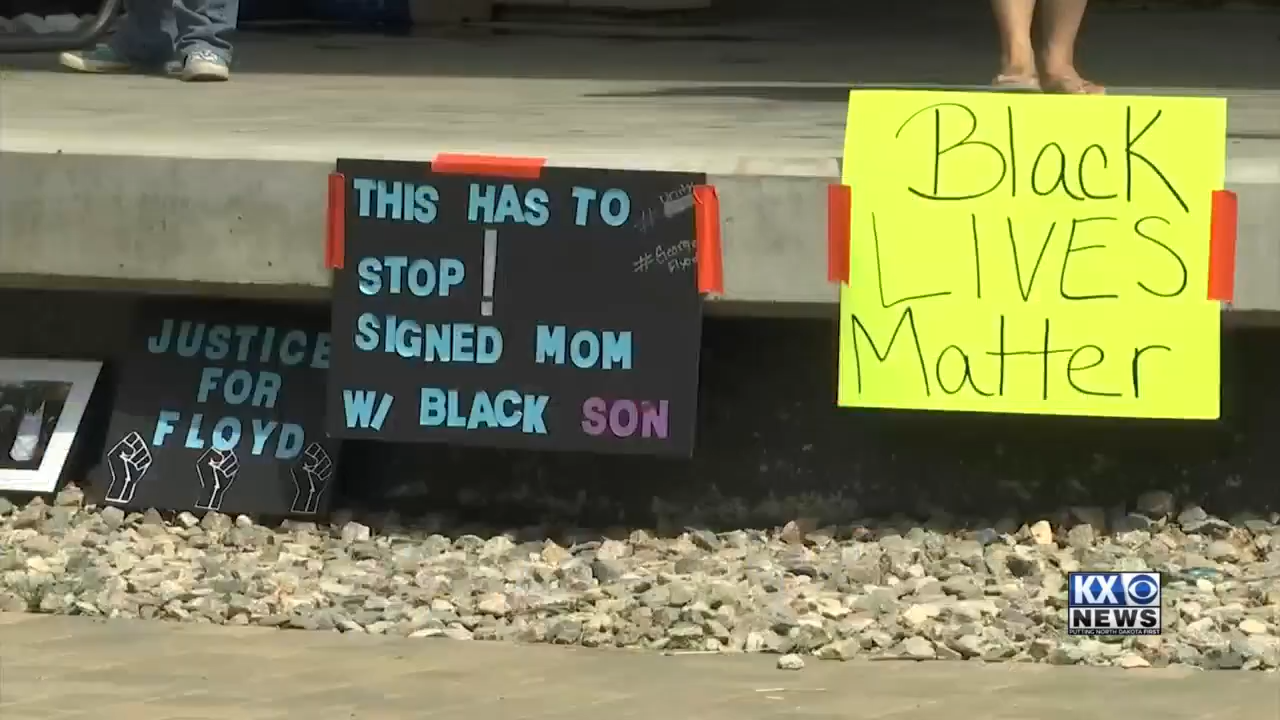 JUSTICE
FOR
FLOYD
THIS HAS TO
STOP !
SIGNED MOM
W/ BLACK SON
#George
Black
LIVES
Matter
KX
NEWS
PUTTING NORTH DAKOTA FIRST